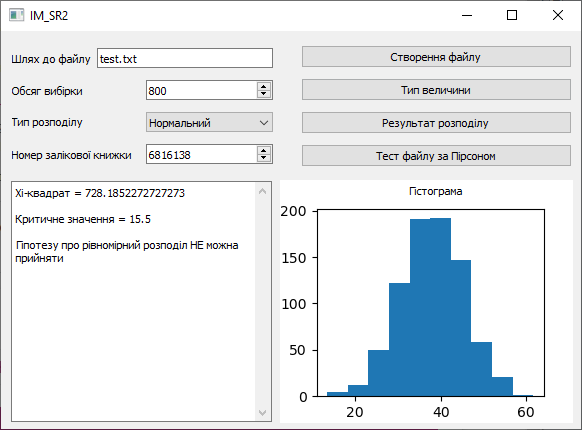 IM_SR2
Шлях до файлу test.txt
Створення файлу
Обсяг вибірки 800
Тип величини
Тип розподілу Нормальний
Результат розподілу
Номер залікової книжки 6816138
Тест файлу за Пірсоном
Хі-квадрат = 728.1852272727273
Критичне значення = 15.5
Гіпотезу про рівномірний розподіл НЕ можна
прийняти
Гістограма
200
150
100
50
0
20 40 60